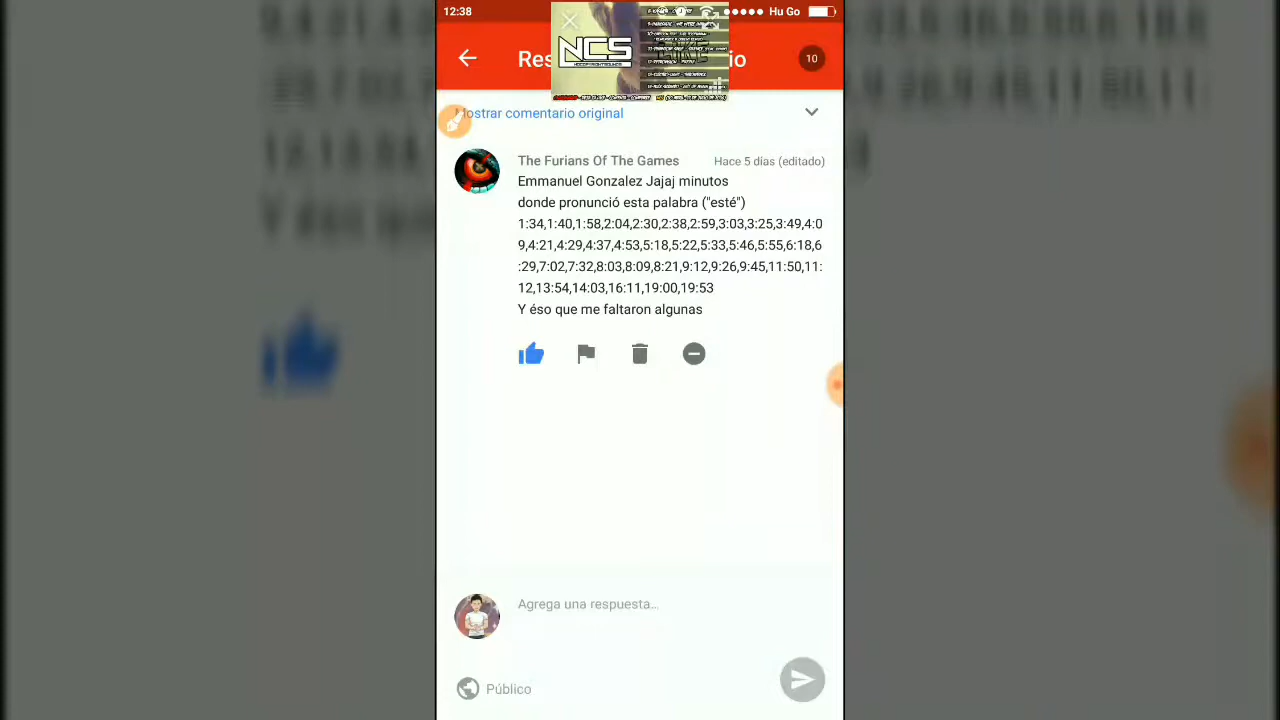 12:38
Hu Go
NCS
10
Mostrar comentario original
The Furians Of The Games
Hace 5 días (editado)
Emmanuel Gonzalez Jajaj minutos
donde pronunció esta palabra ("esté")
1:34,1:40,1:58,2:04,2:30,2:38,2:59,3:03,3:25,3:49,4:0
9,4:21,4:29,4:37,4:53,5:18,5:22,5:33,5:46,5:55,6:18,6
:29,7:02,7:32,8:03,8:09,8:21,9:12,9:26,9:45,11:50,11:
12,13:54,14:03,16:11,19:00,19:53
Y éso que me faltaron algunas
Agrega una respuesta...
Público